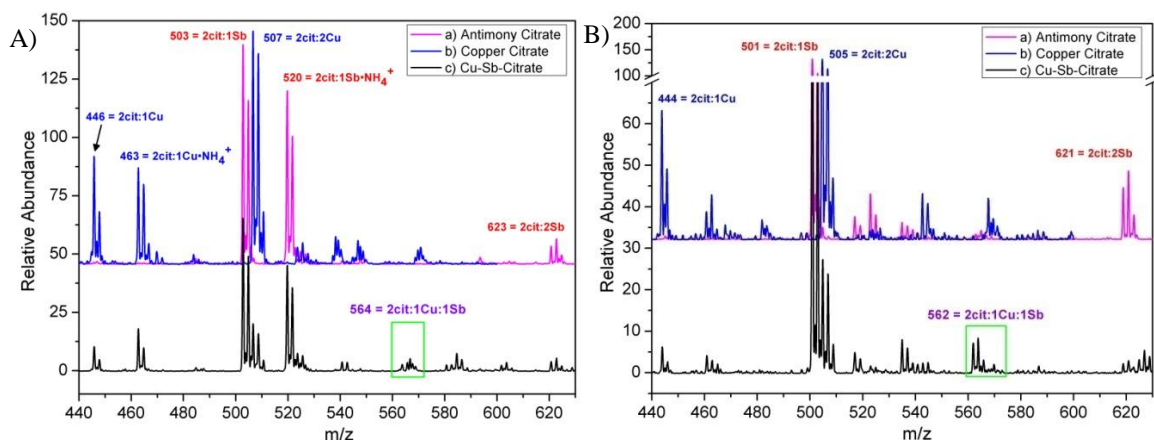 A)
503 = 2cit:1Sb
507 = 2cit:2Cu
a) Antimony Citrate
b) Copper Citrate
c) Cu-Sb-Citrate
520 = 2cit:1Sb•NH4+
446 = 2cit:1Cu
463 = 2cit:1Cu•NH4+
623 = 2cit:2Sb
564 = 2cit:1Cu:1Sb
Relative Abundance
150
125
100
75
50
25
0
440 460 480 500 520 540 560 580 600 620
m/z
B)
501 = 2cit:1Sb
505 = 2cit:2Cu
a) Antimony Citrate
b) Copper Citrate
c) Cu-Sb-Citrate
444 = 2cit:1Cu
621 = 2cit:2Sb
562 = 2cit:1Cu:1Sb
Relative Abundance
200
175
150
125
100
60
50
40
30
20
10
0
440 460 480 500 520 540 560 580 600 620
m/z